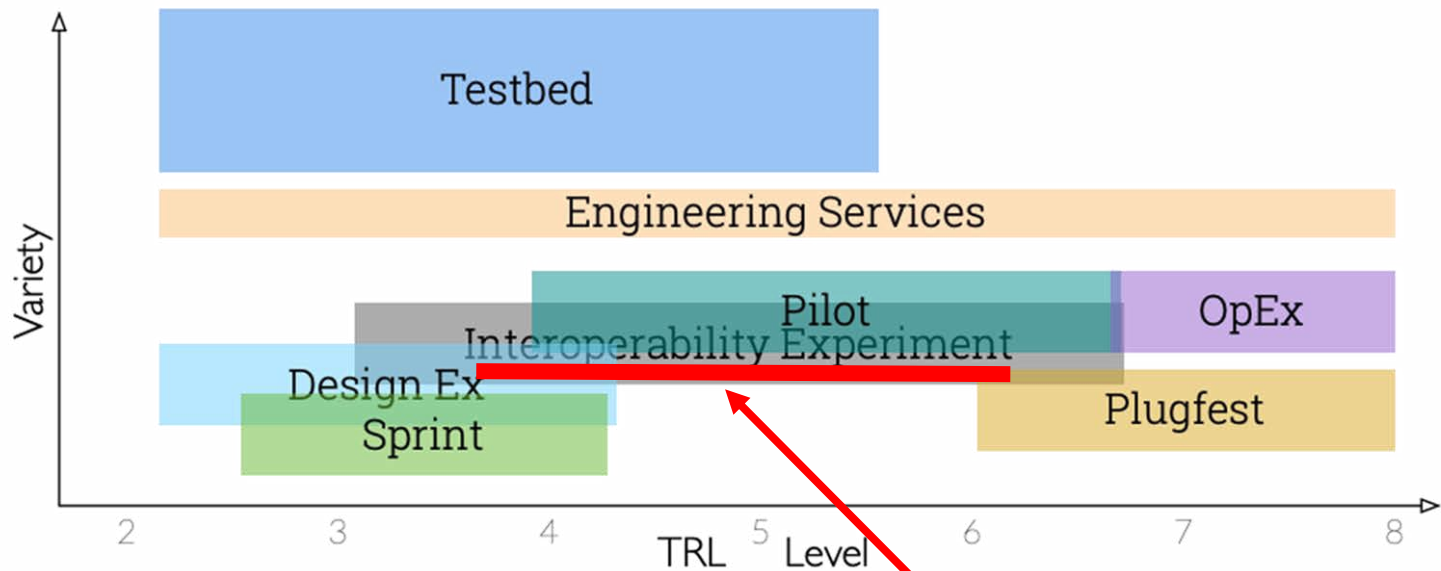 Testbed
Engineering Services
Pilot
OpEx
Interoperability Experiment
Design Ex
Plugfest
Sprint
Variety
2 3 4 5 6 7 8
TRL Level